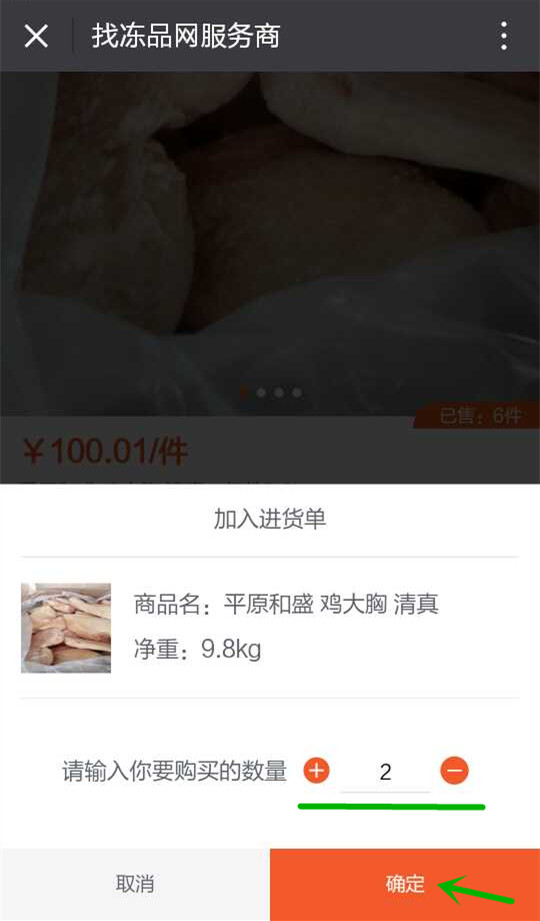 找冻品网服务商
已售：6件
￥100.01/件
加入进货单
商品名：平原和盛 鸡大胸 清真
净重：9.8kg
请输入你要购买的数量 2
取消 确定